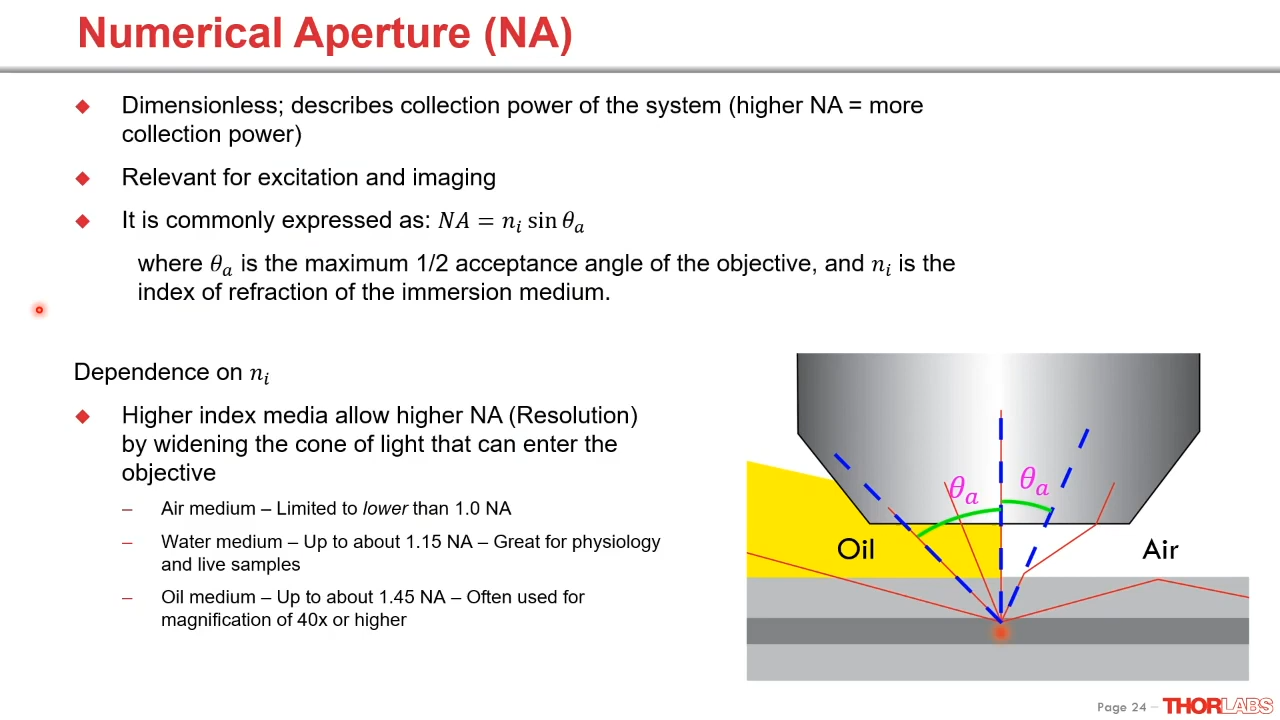 Numerical Aperture (NA)
Dimensionless; describes collection power of the system (higher NA = more
collection power)
Relevant for excitation and imaging
It is commonly expressed as: NA = nᵢ sin θₐ
where θₐ is the maximum 1/2 acceptance angle of the objective, and nᵢ is the
index of refraction of the immersion medium.
Dependence on nᵢ
Higher index media allow higher NA (Resolution)
by widening the cone of light that can enter the
objective
– Air medium – Limited to lower than 1.0 NA
– Water medium – Up to about 1.15 NA – Great for physiology
and live samples
– Oil medium – Up to about 1.45 NA – Often used for
magnification of 40x or higher
θₐ
θₐ
Oil
Air
Page 24 –
THORLABS